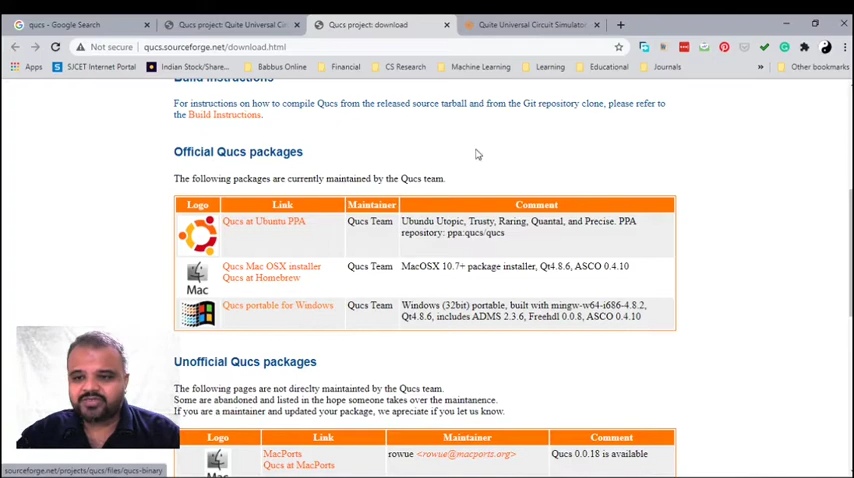 qucs - Google Search
Qucs project: Quite Universal Circ
Qucs project: download
Quite Universal Circuit Simulator
Not secure
qucs.sourceforge.net/download.html
Apps
SJCET Internet Portal
Indian Stock/Share...
Babbus Online
Financial
CS Research
Machine Learning
Learning
Educational
Journals
Other bookmarks
Build Instructions
For instructions on how to compile Qucs from the released source tarball and from the Git repository clone, please refer to
the Build Instructions.
Official Qucs packages
The following packages are currently maintained by the Qucs team.
Logo Link Maintainer Comment
Qucs at Ubuntu PPA Qucs Team Ubundu Utopic, Trusty, Raring, Quantal, and Precise. PPA
repository: ppa:qucs/qucs
Qucs Mac OSX installer Qucs Team MacOSX 10.7+ package installer, Qt4.8.6, ASCO 0.4.10
Qucs at Homebrew
Mac
Qucs portable for Windows Qucs Team Windows (32bit) portable, built with mingw-w64-i686-4.8.2,
Qt4.8.6, includes ADMS 2.3.6, Freehdl 0.0.8, ASCO 0.4.10
Unofficial Qucs packages
The following pages are not direclty maintainted by the Qucs team.
Some are abandoned and listed in the hope someone takes over the maintanence.
If you are a maintainer and updated your package, we apreciate if you let us know.
Logo Link Maintainer Comment
MacPorts rowue <rowue@macports.org> Qucs 0.0.18 is available
Qucs at MacPorts
sourceforge.net/projects/qucs/files/qucs-binary